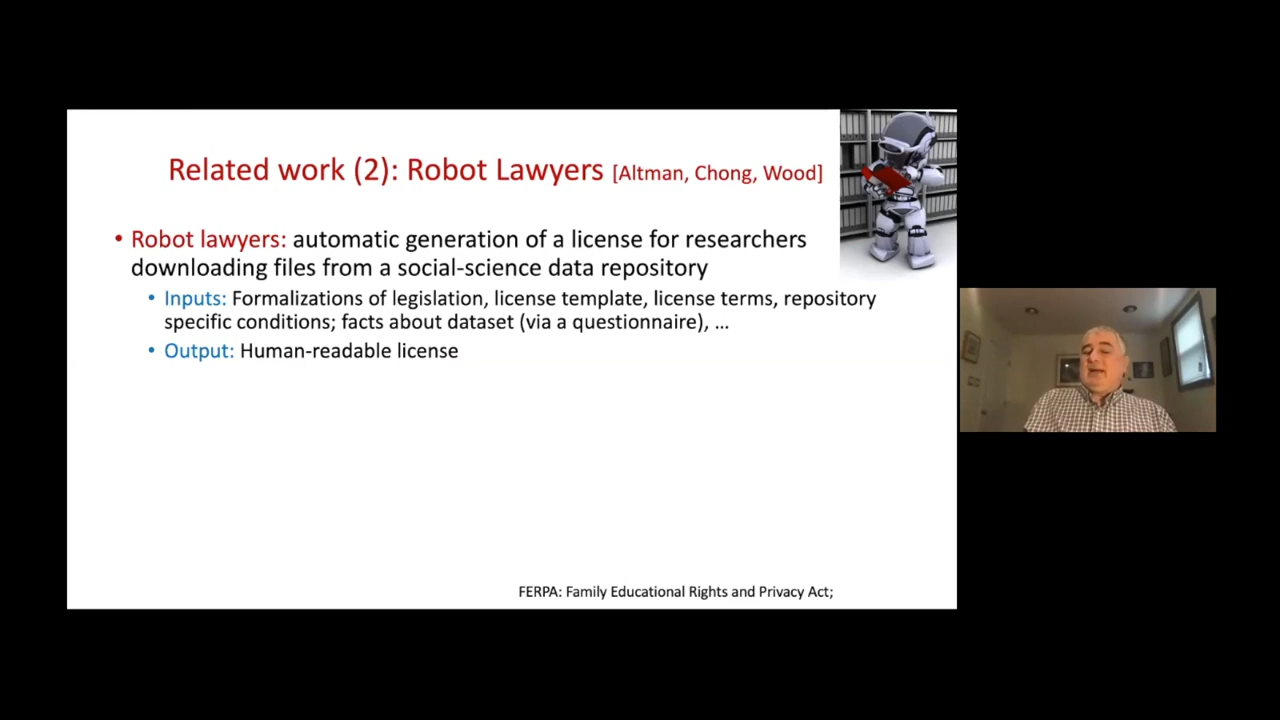 Related work (2): Robot Lawyers [Altman, Chong, Wood]
• Robot lawyers: automatic generation of a license for researchers
downloading files from a social-science data repository
• Inputs: Formalizations of legislation, license template, license terms, repository
specific conditions; facts about dataset (via a questionnaire), …
• Output: Human-readable license
FERPA: Family Educational Rights and Privacy Act;